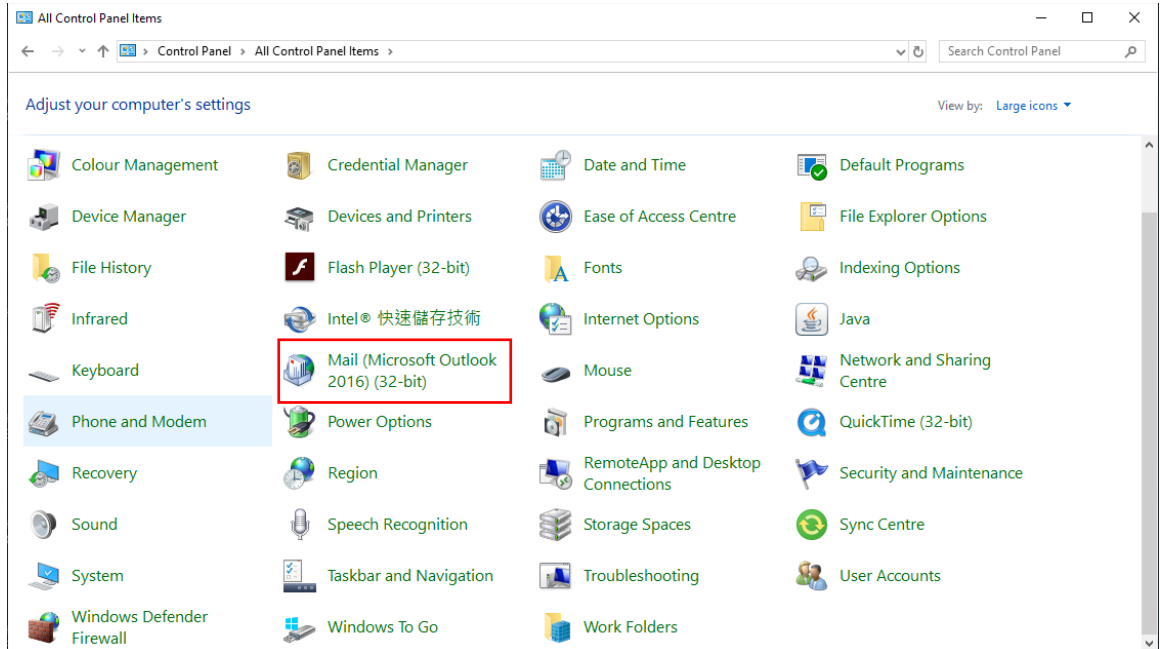 All Control Panel Items
Control Panel > All Control Panel Items >
Search Control Panel
Adjust your computer's settings
View by: Large icons
Colour Management
Credential Manager
Date and Time
Default Programs
Device Manager
Devices and Printers
Ease of Access Centre
File Explorer Options
File History
Flash Player (32-bit)
Fonts
Indexing Options
Infrared
Intel® 快速儲存技術
Internet Options
Java
Keyboard
Mail (Microsoft Outlook
2016) (32-bit)
Mouse
Network and Sharing
Centre
Phone and Modem
Power Options
Programs and Features
QuickTime (32-bit)
Recovery
Region
RemoteApp and Desktop
Connections
Security and Maintenance
Sound
Speech Recognition
Storage Spaces
Sync Centre
System
Taskbar and Navigation
Troubleshooting
User Accounts
Windows Defender
Firewall
Windows To Go
Work Folders